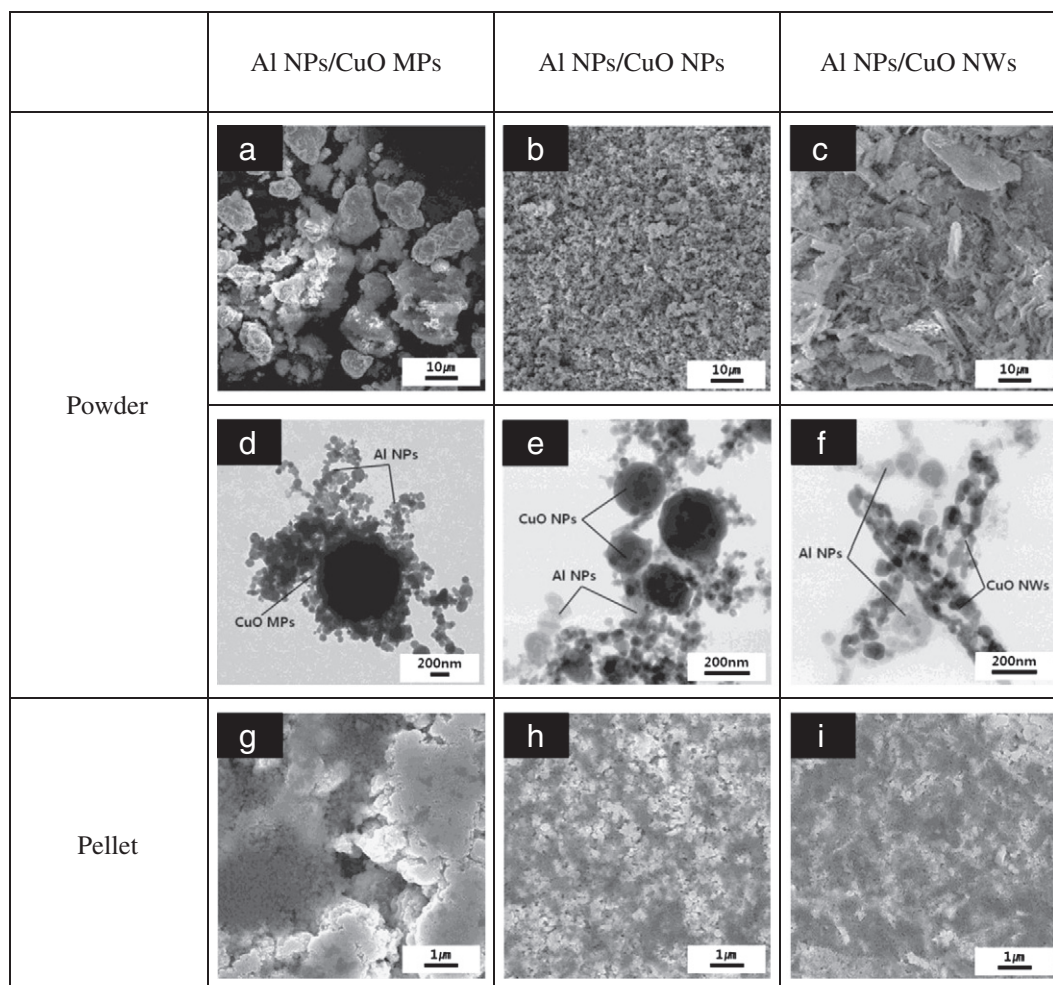 Al NPs/CuO MPs
Al NPs/CuO NPs
Al NPs/CuO NWs
Powder
a
10㎛
b
10㎛
c
10㎛
d
Al NPs
CuO MPs
200nm
e
CuO NPs
Al NPs
200nm
f
Al NPs
CuO NWs
200nm
Pellet
g
1㎛
h
1㎛
i
1㎛